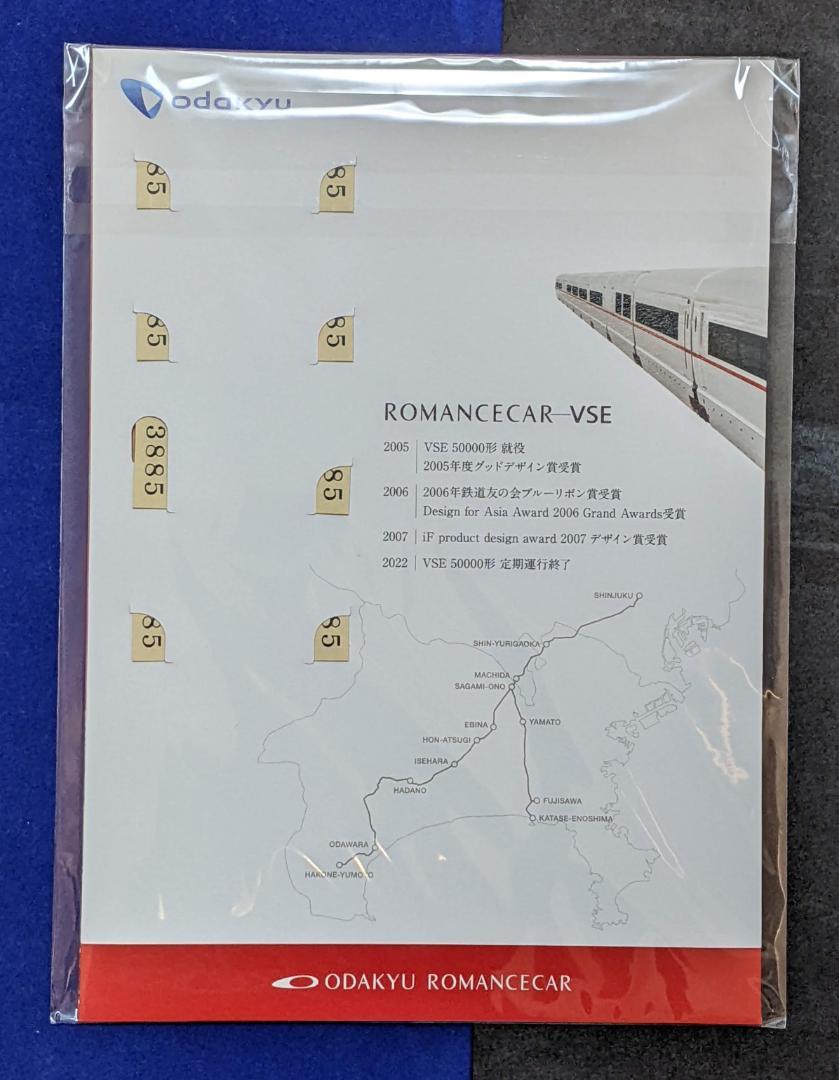 odakyu
85
85
85
85
3885
85
85
85
ROMANCECAR—VSE
2005 VSE 50000形 就役
2005年度グッドデザイン賞受賞
2006 2006年鉄道友の会ブルーリボン賞受賞
Design for Asia Award 2006 Grand Awards受賞
2007 iF product design award 2007 デザイン賞受賞
2022 VSE 50000形 定期運行終了
SHINJUKU
SHIN-YURIGAOKA
MACHIDA
SAGAMI-ONO
EBINA
YAMATO
HON-ATSUGI
ISEHARA
HADANO
FUJISAWA
KATASE-ENOSHIMA
ODAWARA
HAKONE-YUMOTO
ODAKYU ROMANCECAR